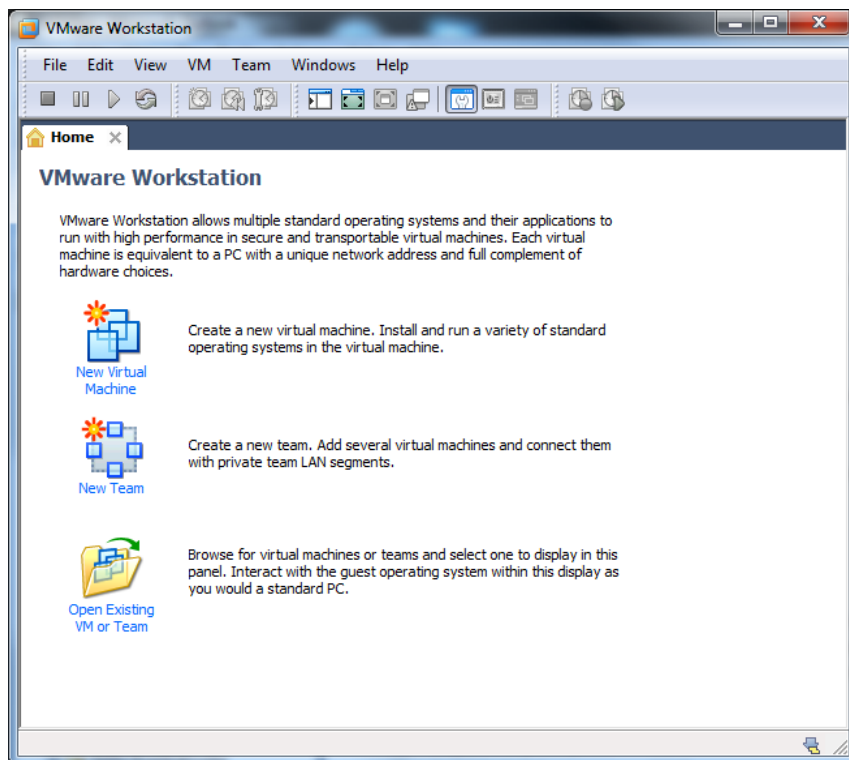 VMware Workstation
File Edit View VM Team Windows Help
Home
VMware Workstation
VMware Workstation allows multiple standard operating systems and their applications to
run with high performance in secure and transportable virtual machines. Each virtual
machine is equivalent to a PC with a unique network address and full complement of
hardware choices.
New Virtual
Machine
Create a new virtual machine. Install and run a variety of standard
operating systems in the virtual machine.
New Team
Create a new team. Add several virtual machines and connect them
with private team LAN segments.
Open Existing
VM or Team
Browse for virtual machines or teams and select one to display in this
panel. Interact with the guest operating system within this display as
you would a standard PC.